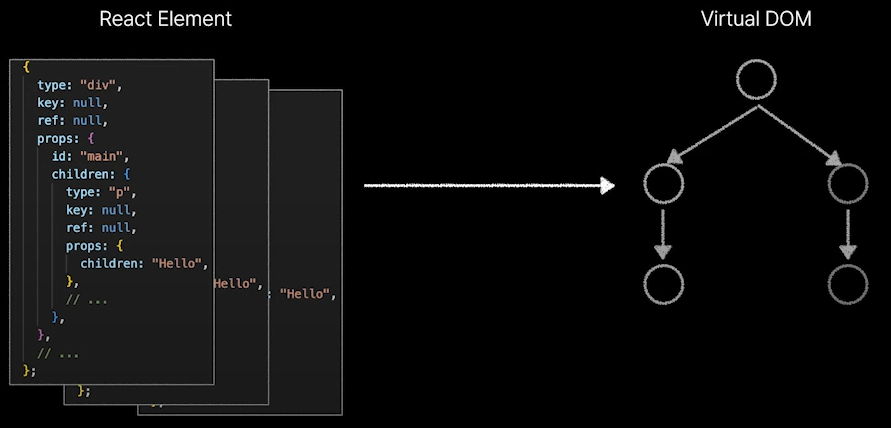 React Element
Virtual DOM
{
type: "div",
key: null,
ref: null,
props: {
id: "main",
children: {
type: "p",
key: null,
ref: null,
props: {
children: "Hello",
},
// ...
},
},
// ...
};
Hello",
};
: "Hello",